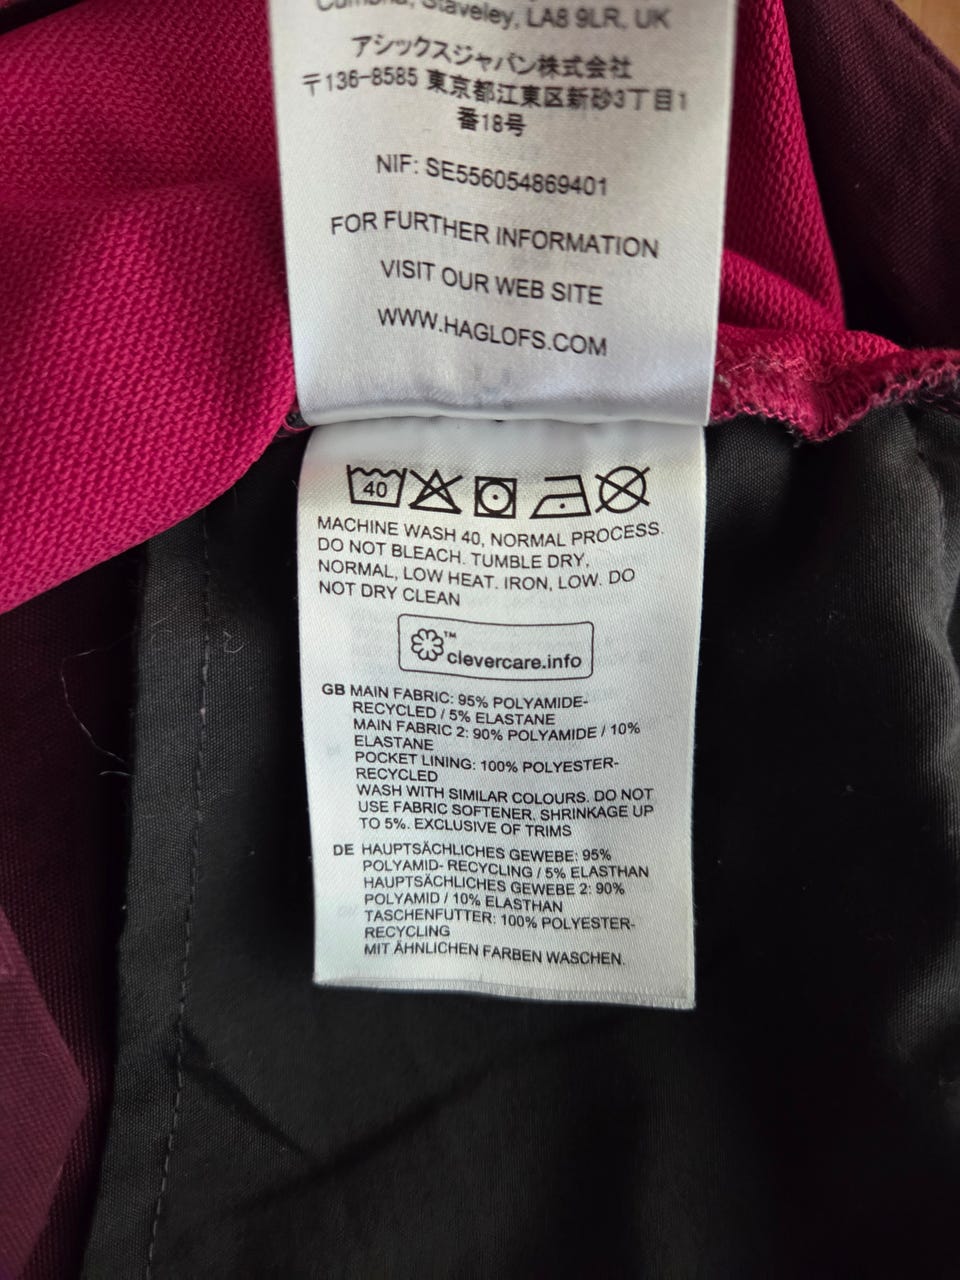 Cumbria, Staveley, LA8 9LR, UK
アシックスジャパン株式会社
〒136-8585 東京都江東区新砂3丁目1
番18号
NIF: SE556054869401
FOR FURTHER INFORMATION
VISIT OUR WEB SITE
WWW.HAGLOFS.COM
40
MACHINE WASH 40, NORMAL PROCESS.
DO NOT BLEACH. TUMBLE DRY,
NORMAL, LOW HEAT. IRON, LOW. DO
NOT DRY CLEAN
™
clevercare.info
GB MAIN FABRIC: 95% POLYAMIDE-
RECYCLED / 5% ELASTANE
MAIN FABRIC 2: 90% POLYAMIDE / 10%
ELASTANE
POCKET LINING: 100% POLYESTER-
RECYCLED
WASH WITH SIMILAR COLOURS. DO NOT
USE FABRIC SOFTENER. SHRINKAGE UP
TO 5%. EXCLUSIVE OF TRIMS
DE HAUPTSÄCHLICHES GEWEBE: 95%
POLYAMID- RECYCLING / 5% ELASTHAN
HAUPTSÄCHLICHES GEWEBE 2: 90%
POLYAMID / 10% ELASTHAN
TASCHENFUTTER: 100% POLYESTER-
RECYCLING
MIT ÄHNLICHEN FARBEN WASCHEN.